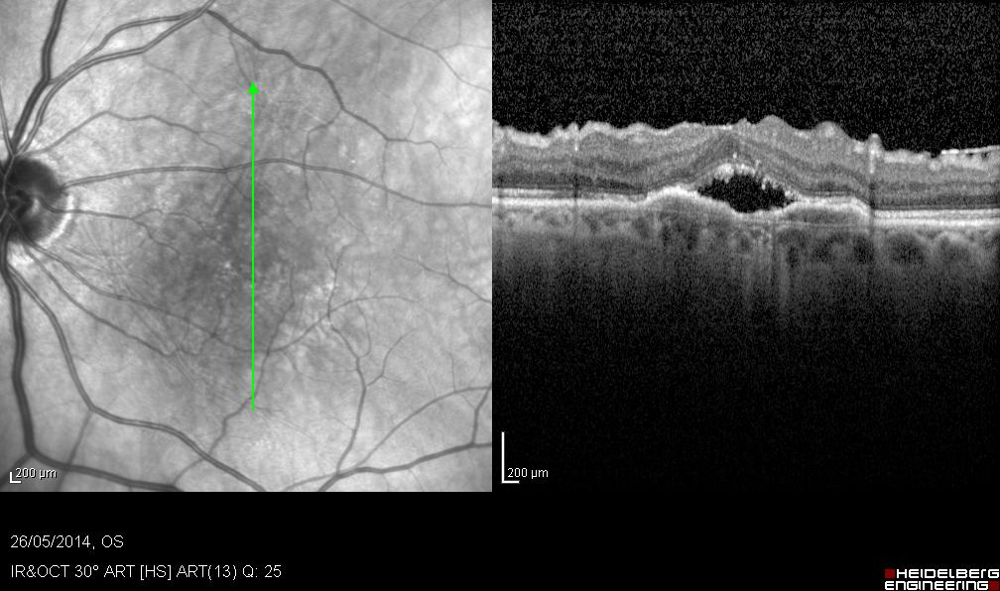 200 µm
200 µm
26/05/2014, OS
IR&OCT 30° ART [HS] ART(13) Q: 25
HEIDELBERG
ENGINEERING